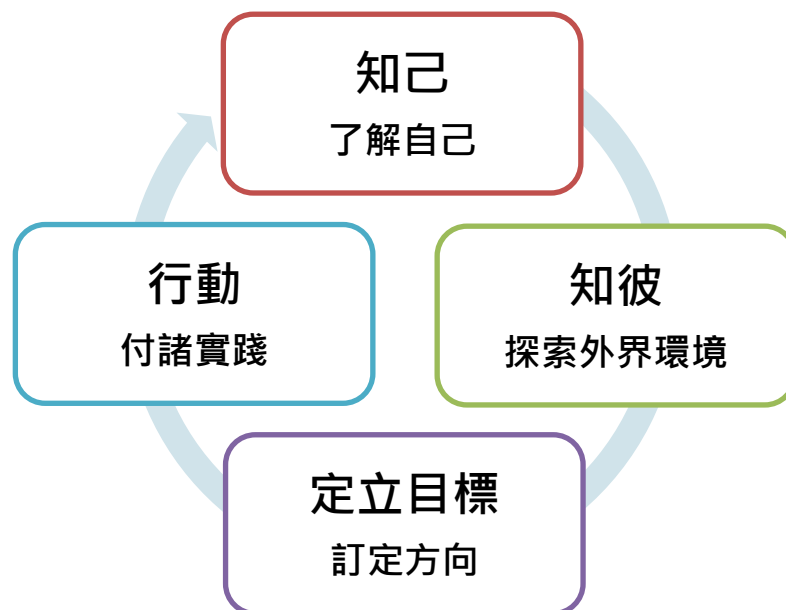 知己
了解自己
知彼
探索外界環境
定立目標
訂定方向
行動
付諸實踐